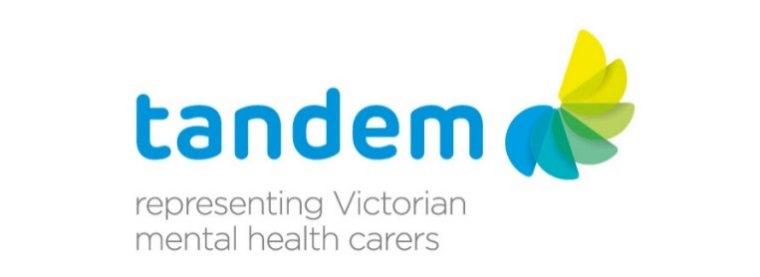 tandem
representing Victorian
mental health carers